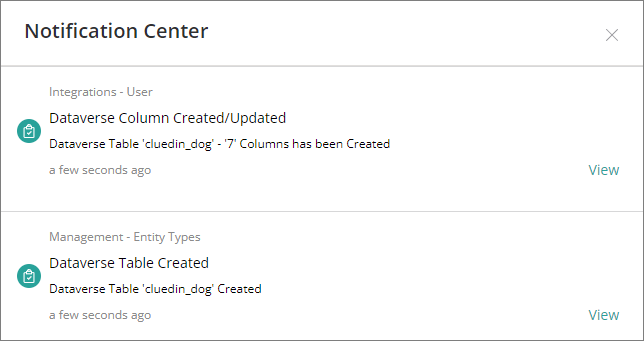 Notification Center
Integrations - User
Dataverse Column Created/Updated
Dataverse Table 'cluedin_dog' - '7' Columns has been Created
a few seconds ago
View
Management - Entity Types
Dataverse Table Created
Dataverse Table 'cluedin_dog' Created
a few seconds ago
View